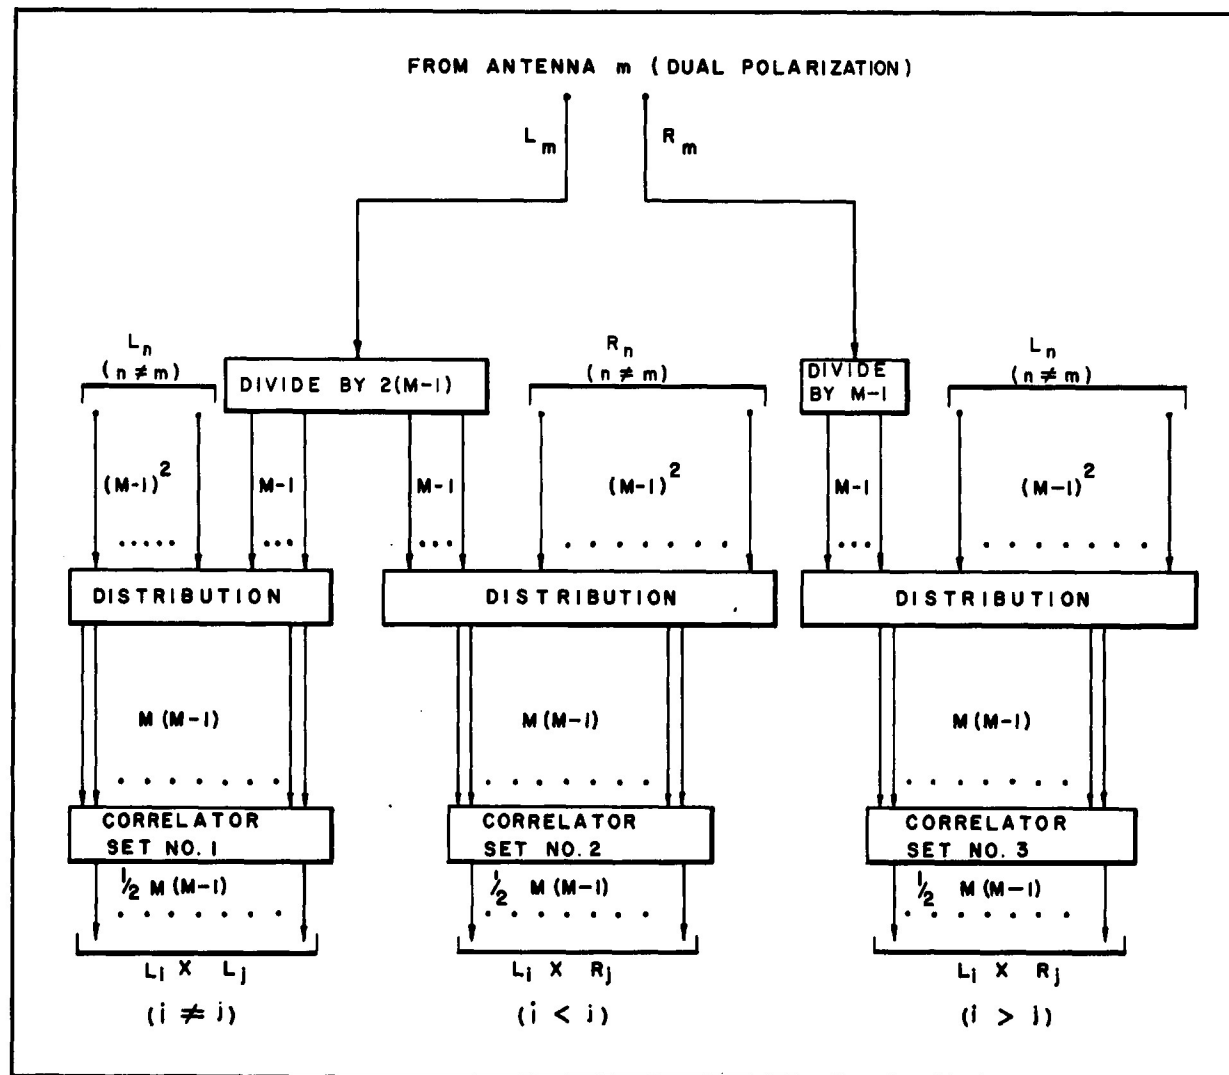 FROM ANTENNA m (DUAL POLARIZATION)
L_m
R_m
L_n
(n ≠ m)
DIVIDE BY 2(M-1)
R_n
(n ≠ m)
DIVIDE
BY M-1
L_n
(n ≠ m)
(M-1)^2
M-1
M-1
(M-1)^2
M-1
(M-1)^2
DISTRIBUTION
DISTRIBUTION
DISTRIBUTION
M(M-1)
M(M-1)
M(M-1)
CORRELATOR
SET NO. 1
CORRELATOR
SET NO. 2
CORRELATOR
SET NO. 3
1/2 M(M-1)
1/2 M(M-1)
1/2 M(M-1)
L_i X L_j
(i ≠ j)
L_i X R_j
(i < j)
L_i X R_j
(i > j)